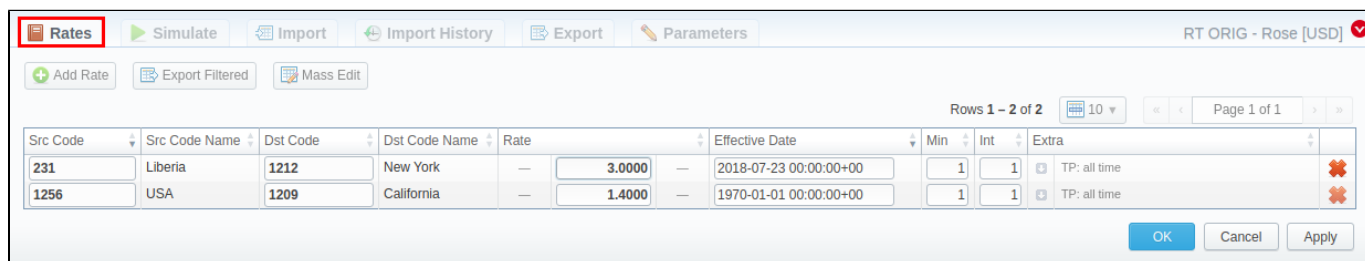 Rates Simulate Import Import History Export Parameters RT ORIG - Rose [USD]
Add Rate Export Filtered Mass Edit
Rows 1 – 2 of 2 10 « ‹ Page 1 of 1 › »
Src Code Src Code Name Dst Code Dst Code Name Rate Effective Date Min Int Extra
231 Liberia 1212 New York — 3.0000 — 2018-07-23 00:00:00+00 1 1 TP: all time
1256 USA 1209 California — 1.4000 — 1970-01-01 00:00:00+00 1 1 TP: all time
OK Cancel Apply